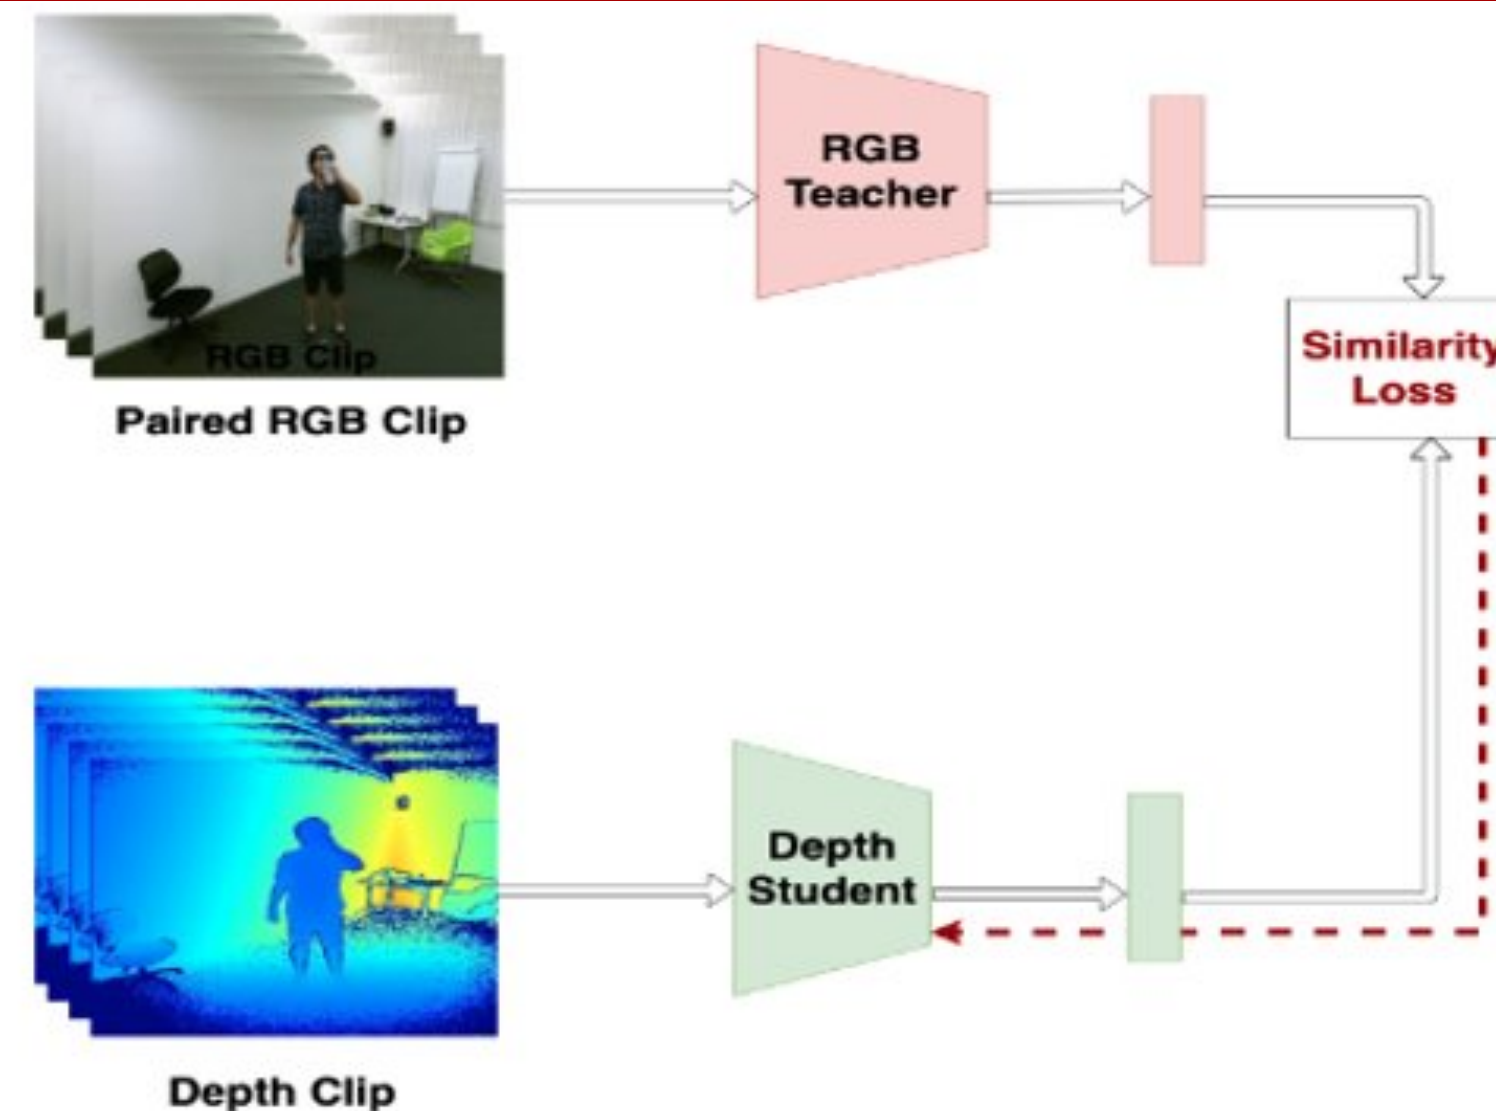 RGB
Teacher
RGB Clip
Paired RGB Clip
Similarity
Loss
Depth
Student
Depth Clip